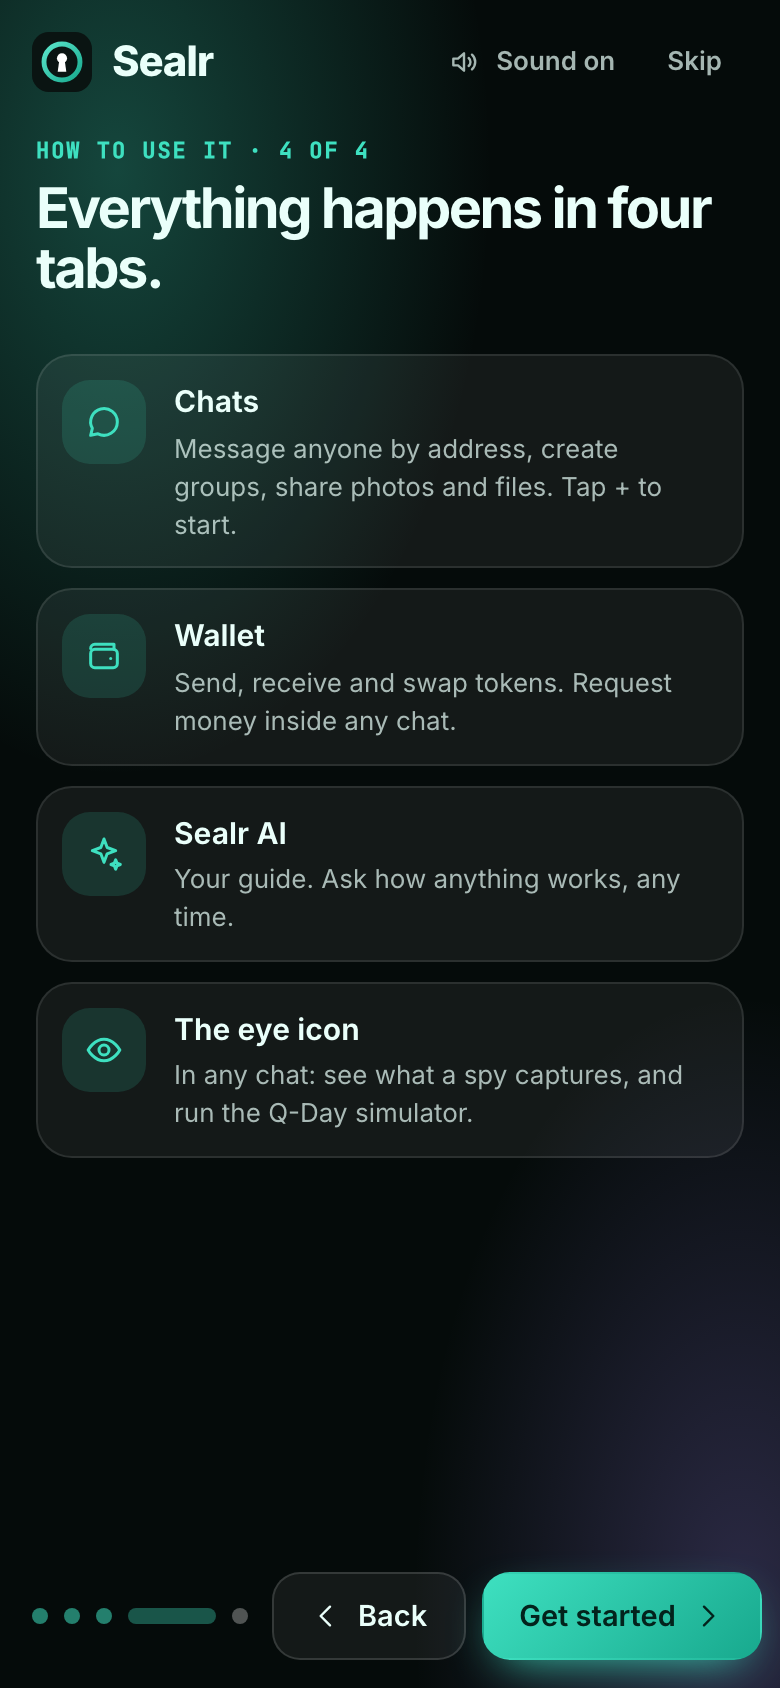 Sealr
Sound on
Skip
HOW TO USE IT · 4 OF 4
Everything happens in four
tabs.
Chats
Message anyone by address, create
groups, share photos and files. Tap + to
start.
Wallet
Send, receive and swap tokens. Request
money inside any chat.
Sealr AI
Your guide. Ask how anything works, any
time.
The eye icon
In any chat: see what a spy captures, and
run the Q-Day simulator.
Back
Get started